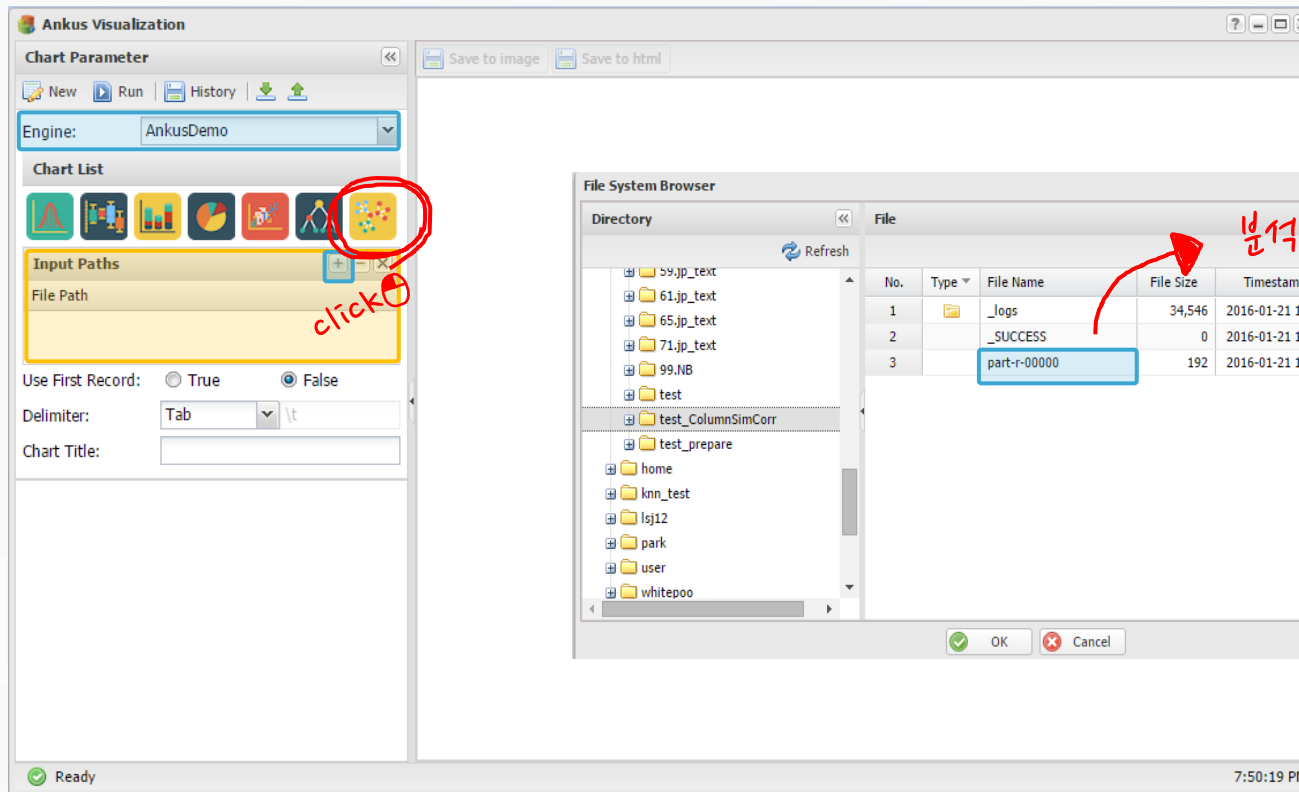 Ankus Visualization
Chart Parameter
Save to image Save to html
New Run History
Engine: AnkusDemo
Chart List
Input Paths
File Path
click
Use First Record: True False
Delimiter: Tab \t
Chart Title:
File System Browser
Directory
File
분석
Refresh
No. Type File Name File Size Timestam
59.jp_text
61.jp_text
65.jp_text
71.jp_text
99.NB
test
test_ColumnSimCorr
test_prepare
home
knn_test
lsj12
park
user
whitepoo
1 _logs 34,546 2016-01-21 1
2 _SUCCESS 0 2016-01-21 1
3 part-r-00000 192 2016-01-21 1
OK Cancel
Ready
7:50:19 PM